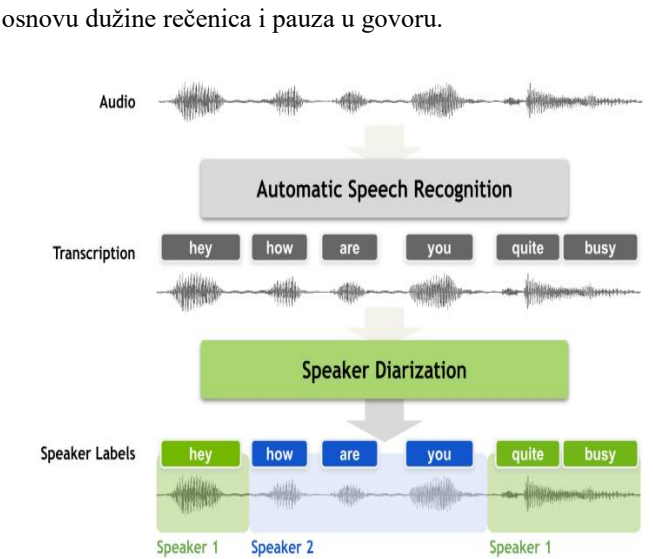 osnovu dužine rečenica i pauza u govoru.
Audio
Automatic Speech Recognition
Transcription hey how are you quite busy
Speaker Diarization
Speaker Labels hey how are you quite busy
Speaker 1 Speaker 2 Speaker 1